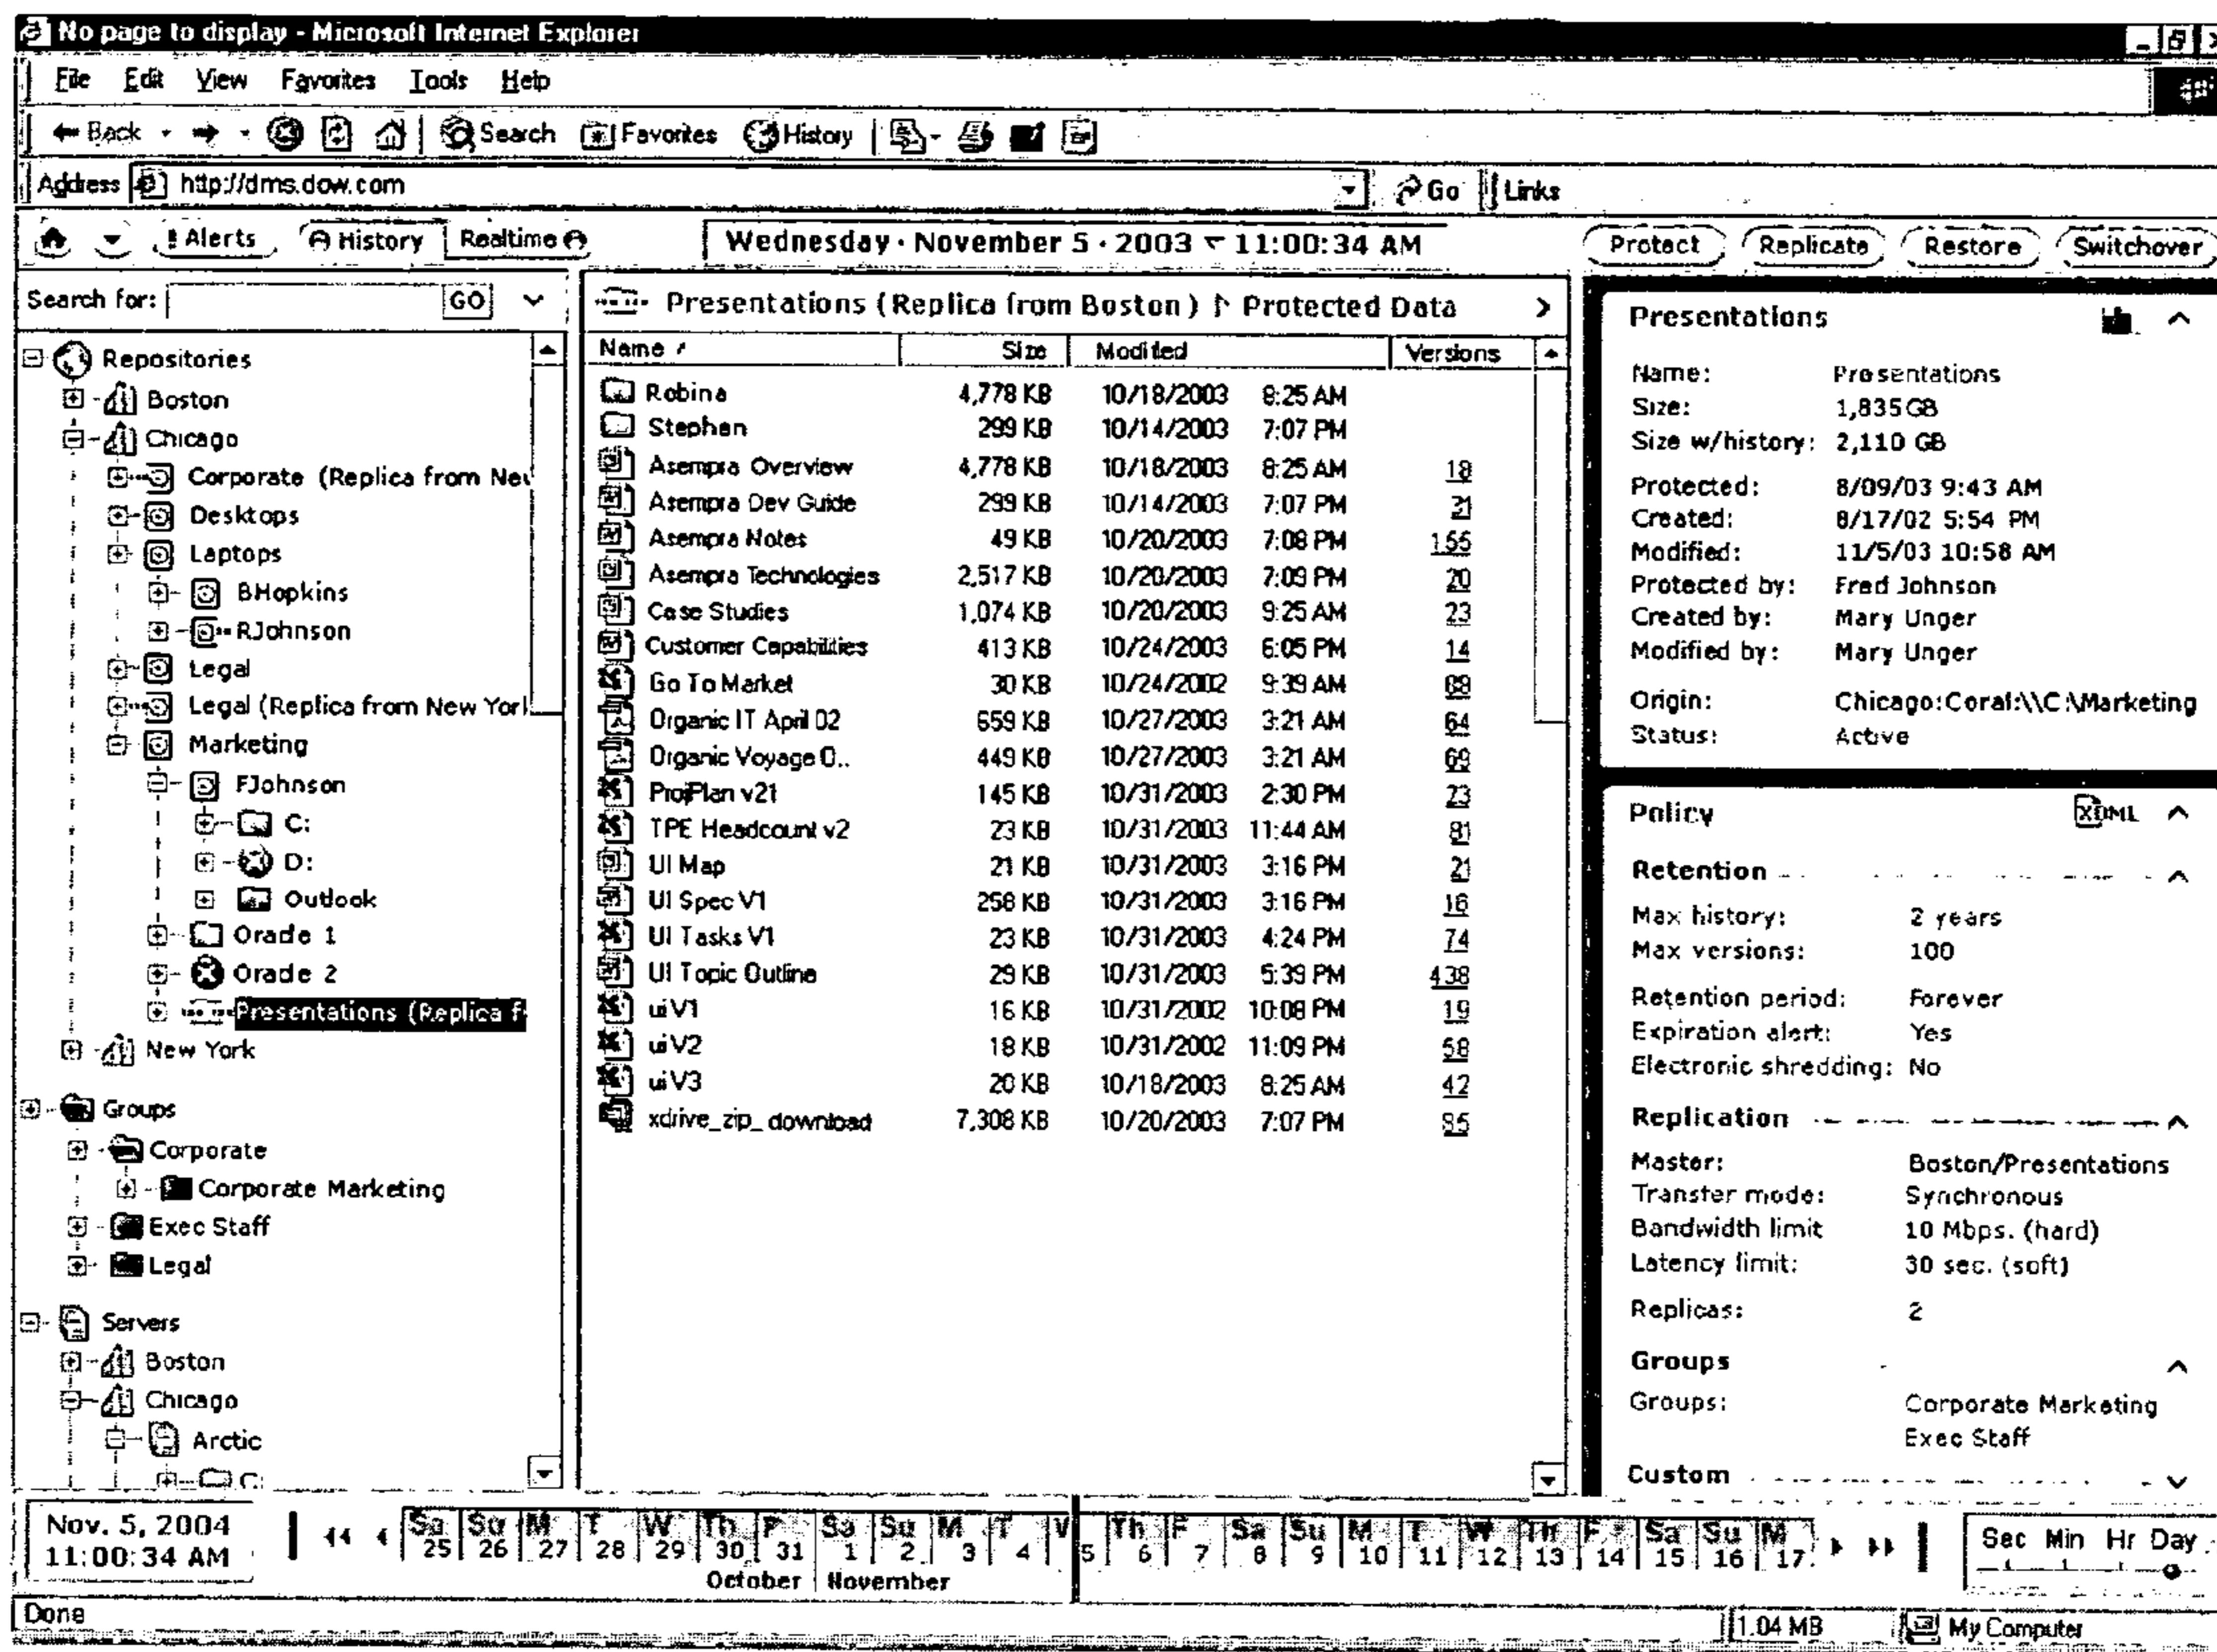 No page to display - Microsoft Internet Explorer
File Edit View Favorites Tools Help
Back Search Favorites History
Address http://dms.dow.com Go Links
! Alerts History Realtime Wednesday · November 5 · 2003 11:00:34 AM Protect Replicate Restore Switchover
Search for: GO
Repositories
Boston
Chicago
Corporate (Replica from Nev
Desktops
Laptops
BHopkins
RJohnson
Legal
Legal (Replica from New Yor
Marketing
FJohnson
C:
D:
Outlook
Orade 1
Orade 2
Presentations (Replica f
New York
Groups
Corporate
Corporate Marketing
Exec Staff
Legal
Servers
Boston
Chicago
Arctic
C:
Presentations (Replica from Boston) Protected Data >
Name Size Modified Versions
Robina 4,778 KB 10/18/2003 8:25 AM
Stephen 299 KB 10/14/2003 7:07 PM
Asempra Overview 4,778 KB 10/18/2003 8:25 AM 18
Asempra Dev Guide 299 KB 10/14/2003 7:07 PM 21
Asempra Notes 49 KB 10/20/2003 7:08 PM 155
Asempra Technologies 2,517 KB 10/20/2003 7:09 PM 20
Case Studies 1,074 KB 10/20/2003 9:25 AM 23
Customer Capabilities 413 KB 10/24/2003 6:05 PM 14
Go To Market 30 KB 10/24/2002 9:39 AM
Organic IT April 02 659 KB 10/27/2003 3:21 AM 64
Organic Voyage O.. 449 KB 10/27/2003 3:21 AM 69
ProjPlan v21 145 KB 10/31/2003 2:30 PM 23
TPE Headcount v2 23 KB 10/31/2003 11:44 AM 81
UI Map 21 KB 10/31/2003 3:16 PM 21
UI Spec V1 258 KB 10/31/2003 3:16 PM 16
UI Tasks V1 23 KB 10/31/2003 4:24 PM 74
UI Topic Outline 29 KB 10/31/2003 5:39 PM 438
uiV1 16 KB 10/31/2002 10:08 PM 19
uiV2 18 KB 10/31/2002 11:09 PM 58
uiV3 20 KB 10/18/2003 8:25 AM 42
xdrive_zip_download 7,308 KB 10/20/2003 7:07 PM
Presentations
Name: Presentations
Size: 1,835 GB
Size w/history: 2,110 GB
Protected: 8/09/03 9:43 AM
Created: 8/17/02 5:54 PM
Modified: 11/5/03 10:58 AM
Protected by: Fred Johnson
Created by: Mary Unger
Modified by: Mary Unger
Origin: Chicago:Coral:\\C:\Marketing
Status: Active
Policy XDML
Retention
Max history: 2 years
Max versions: 100
Retention period: Forever
Expiration alert: Yes
Electronic shredding: No
Replication
Master: Boston/Presentations
Transfer mode: Synchronous
Bandwidth limit 10 Mbps. (hard)
Latency limit: 30 sec. (soft)
Replicas: 2
Groups
Groups: Corporate Marketing
Exec Staff
Custom
Nov. 5, 2004
11:00:34 AM
Sa Su M T W Th F Sa Su M T W Th F Sa Su M T W Th F Sa Su M
25 26 27 28 29 30 31 1 2 3 4 5 6 7 8 9 10 11 12 13 14 15 16 17
October November
Sec Min Hr Day
Done 1.04 MB My Computer